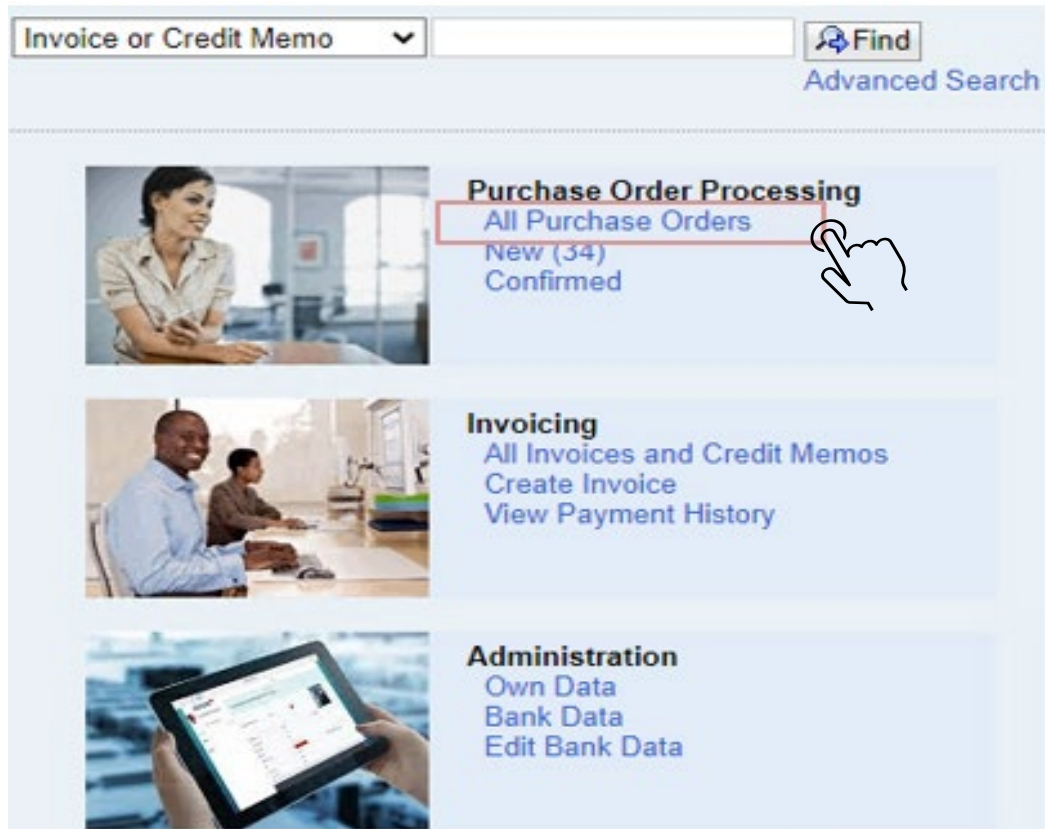 Invoice or Credit Memo
Find
Advanced Search
Purchase Order Processing
All Purchase Orders
New (34)
Confirmed
Invoicing
All Invoices and Credit Memos
Create Invoice
View Payment History
Administration
Own Data
Bank Data
Edit Bank Data